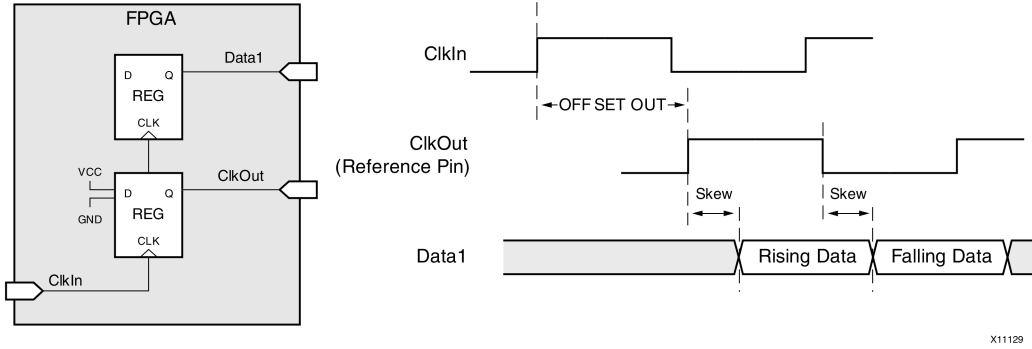 FPGA
Data1
D Q
REG
CLK
VCC
GND
ClkOut
D Q
REG
CLK
ClkIn
ClkIn
OFFSET OUT
ClkOut
(Reference Pin)
Skew Skew
Data1 Rising Data Falling Data
X11129